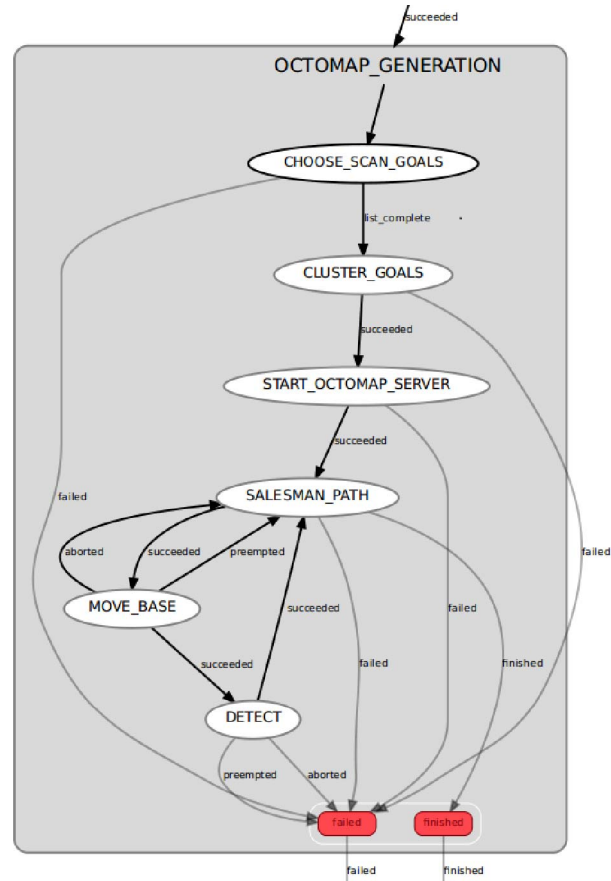 succeeded
OCTOMAP_GENERATION
CHOOSE_SCAN_GOALS
list_complete
CLUSTER_GOALS
succeeded
START_OCTOMAP_SERVER
succeeded
SALESMAN_PATH
failed
aborted
succeeded
preempted
failed
failed
MOVE_BASE
succeeded
succeeded
failed
finished
DETECT
preempted
aborted
failed
finished
failed
finished